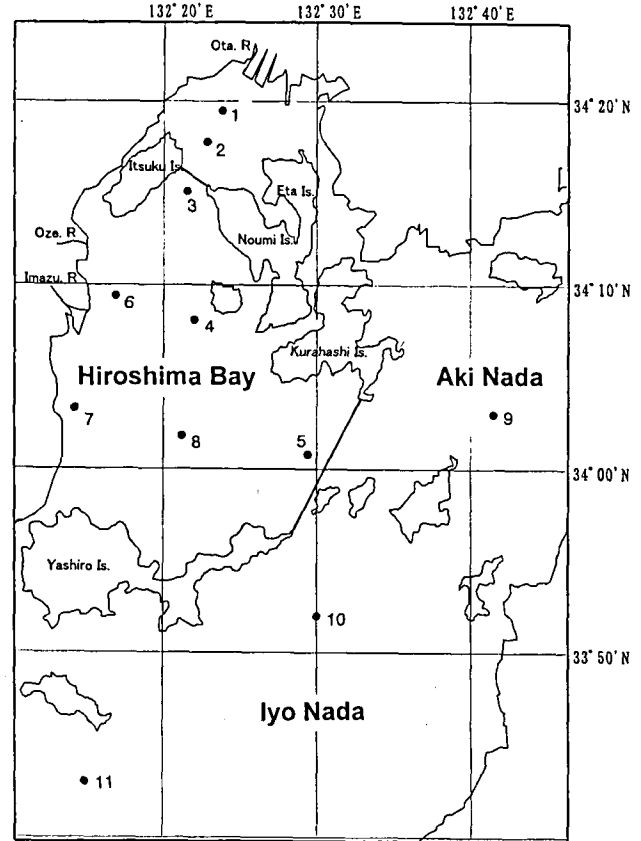 132° 20' E
132° 30' E
132° 40' E
Ota. R
34° 20' N
1
2
Itsuku Is.
Eta Is.
3
Oze. R
Noumi Is.
Imazu. R
34° 10' N
6
4
Kurahashi Is.
Hiroshima Bay
Aki Nada
7
8
5
9
34° 00' N
Yashiro Is.
10
33° 50' N
Iyo Nada
11